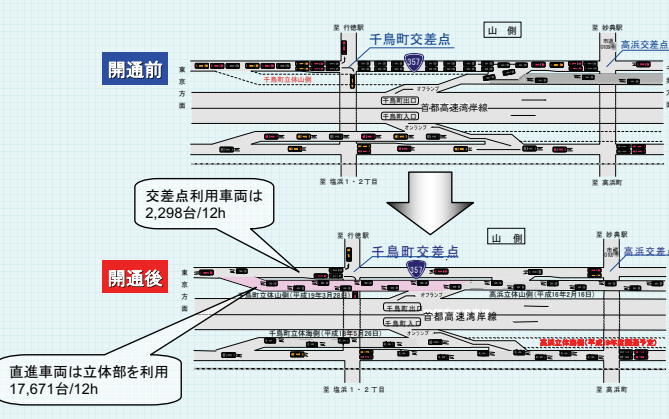 至 行徳駅
山 側
至 妙典駅
千鳥町交差点
市道
高浜交差点
357
開通前
東京方面
千鳥町立体山側
オフランプ
千鳥町出口
首都高速湾岸線
千鳥町入口
オンランプ
至 塩浜1・2丁目
至 高浜町
交差点利用車両は
2,298台/12h
至 行徳駅
山 側
至 妙典駅
千鳥町交差点
高浜交差点
357
開通後
東京方面
千鳥町立体山側(平成19年3月28日)
オフランプ
高浜立体山側(平成16年2月16日)
千鳥町出口
首都高速湾岸線
千鳥町入口
オンランプ
千鳥町立体海側(平成18年5月26日)
直進車両は立体部を利用
17,671台/12h
至 塩浜1・2丁目
至 高浜町